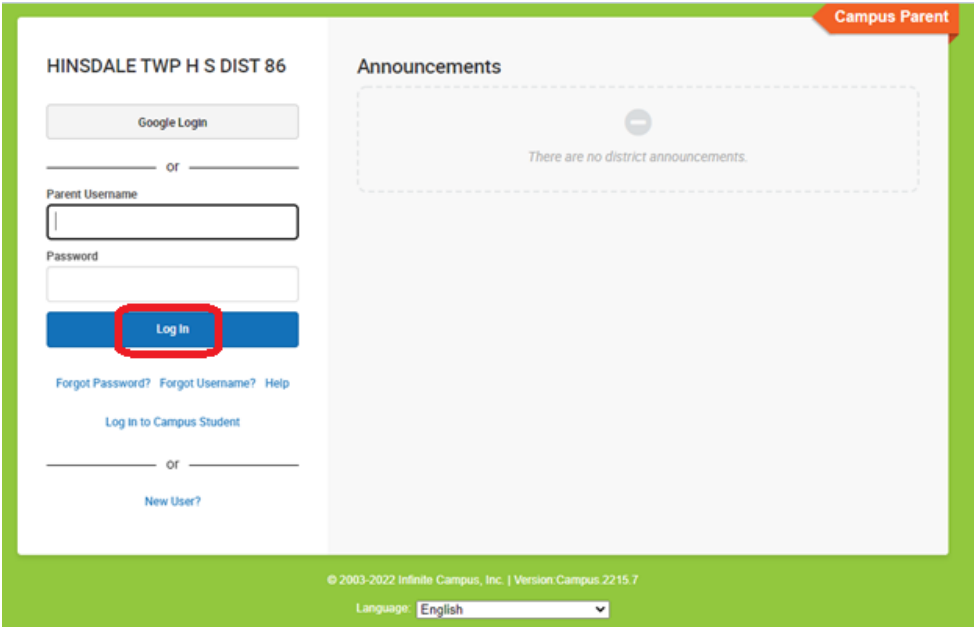 Campus Parent
HINSDALE TWP H S DIST 86
Google Login
or
Parent Username
Password
Log In
Forgot Password? Forgot Username? Help
Log in to Campus Student
or
New User?
Announcements
There are no district announcements.
© 2003-2022 Infinite Campus, Inc. | Version:Campus.2215.7
Language: English